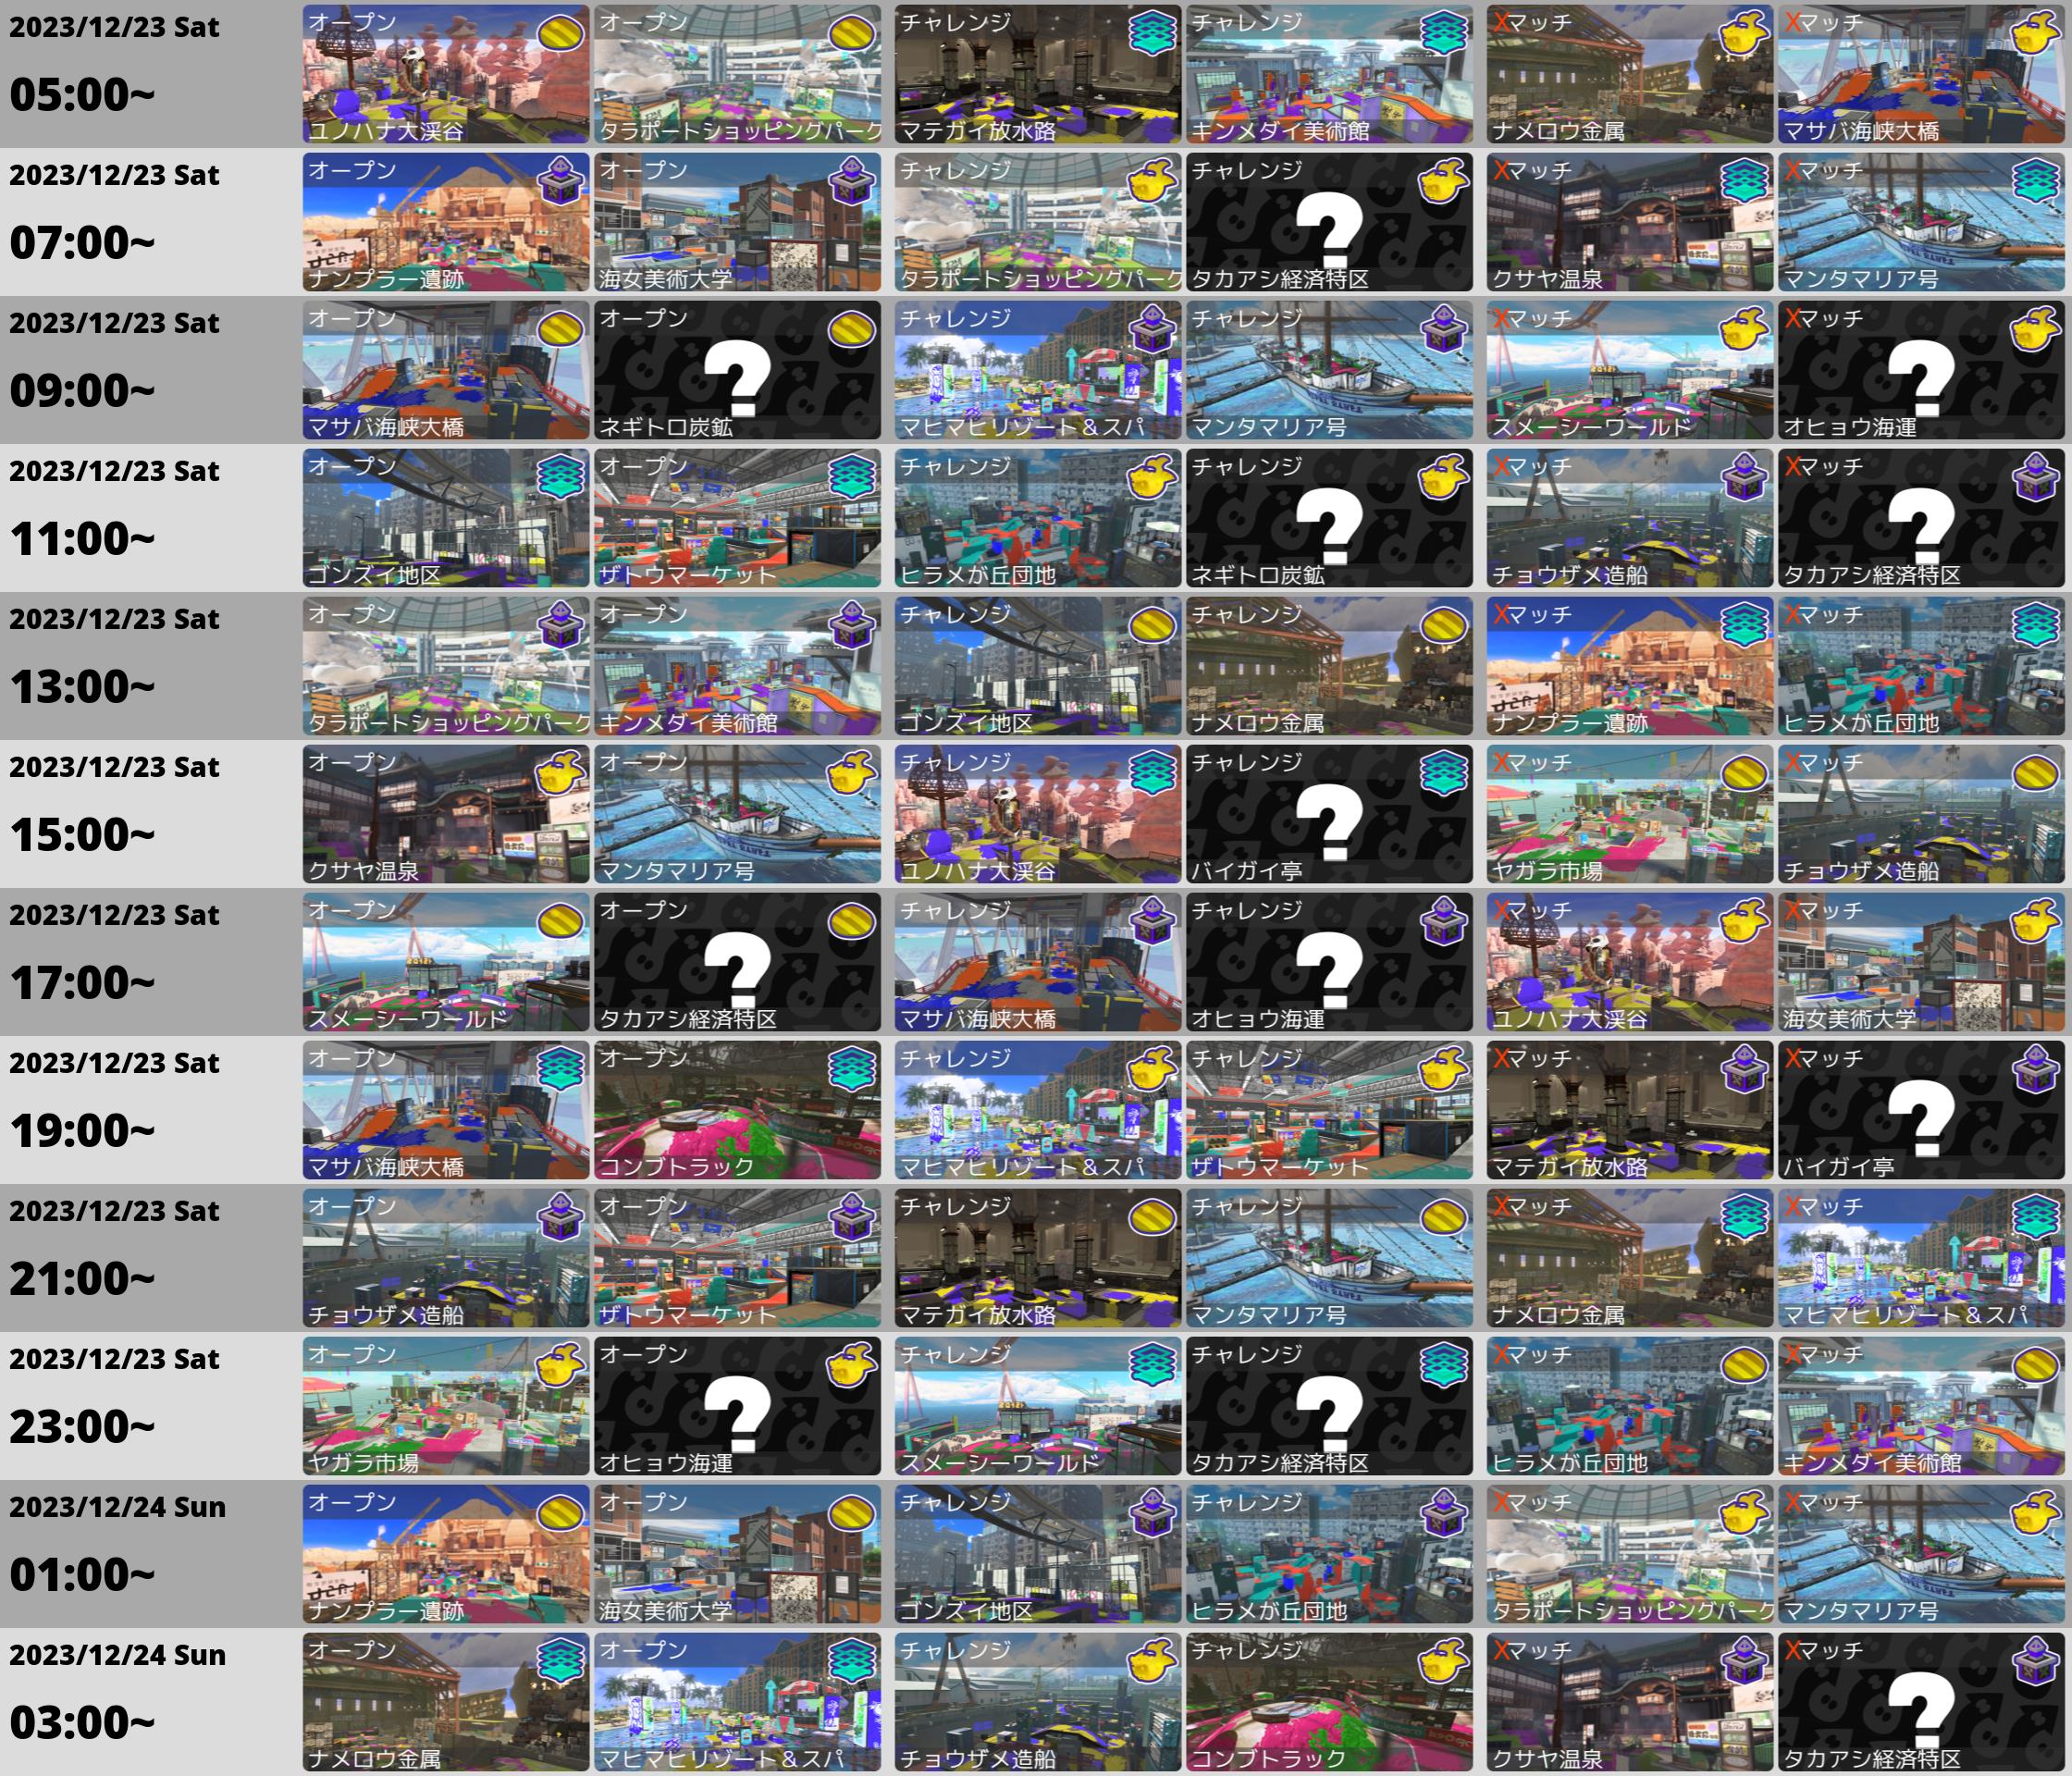 2023/12/23 Sat
05:00~
オープン
ユノハナ大渓谷
オープン
タラポートショッピングパーク
チャレンジ
マテガイ放水路
チャレンジ
キンメダイ美術館
Xマッチ
ナメロウ金属
Xマッチ
マサバ海峡大橋
2023/12/23 Sat
07:00~
オープン
ナンプラー遺跡
オープン
海女美術大学
チャレンジ
タラポートショッピングパーク
チャレンジ
タカアシ経済特区
Xマッチ
クサヤ温泉
Xマッチ
マンタマリア号
2023/12/23 Sat
09:00~
オープン
マサバ海峡大橋
オープン
ネギトロ炭鉱
チャレンジ
マヒマヒリゾート＆スパ
チャレンジ
マンタマリア号
Xマッチ
スメーシーワールド
Xマッチ
オヒョウ海運
2023/12/23 Sat
11:00~
オープン
ゴンズイ地区
オープン
ザトウマーケット
チャレンジ
ヒラメが丘団地
チャレンジ
ネギトロ炭鉱
Xマッチ
チョウザメ造船
Xマッチ
タカアシ経済特区
2023/12/23 Sat
13:00~
オープン
タラポートショッピングパーク
オープン
キンメダイ美術館
チャレンジ
ゴンズイ地区
チャレンジ
ナメロウ金属
Xマッチ
ナンプラー遺跡
Xマッチ
ヒラメが丘団地
2023/12/23 Sat
15:00~
オープン
クサヤ温泉
オープン
マンタマリア号
チャレンジ
ユノハナ大渓谷
チャレンジ
バイガイ亭
Xマッチ
ヤガラ市場
Xマッチ
チョウザメ造船
2023/12/23 Sat
17:00~
オープン
スメーシーワールド
オープン
タカアシ経済特区
チャレンジ
マサバ海峡大橋
チャレンジ
オヒョウ海運
Xマッチ
ユノハナ大渓谷
Xマッチ
海女美術大学
2023/12/23 Sat
19:00~
オープン
マサバ海峡大橋
オープン
コンブトラック
チャレンジ
マヒマヒリゾート＆スパ
チャレンジ
ザトウマーケット
Xマッチ
マテガイ放水路
Xマッチ
バイガイ亭
2023/12/23 Sat
21:00~
オープン
チョウザメ造船
オープン
ザトウマーケット
チャレンジ
マテガイ放水路
チャレンジ
マンタマリア号
Xマッチ
ナメロウ金属
Xマッチ
マヒマヒリゾート＆スパ
2023/12/23 Sat
23:00~
オープン
ヤガラ市場
オープン
オヒョウ海運
チャレンジ
スメーシーワールド
チャレンジ
タカアシ経済特区
Xマッチ
ヒラメが丘団地
Xマッチ
キンメダイ美術館
2023/12/24 Sun
01:00~
オープン
ナンプラー遺跡
オープン
海女美術大学
チャレンジ
ゴンズイ地区
チャレンジ
ヒラメが丘団地
Xマッチ
タラポートショッピングパーク
Xマッチ
マンタマリア号
2023/12/24 Sun
03:00~
オープン
ナメロウ金属
オープン
マヒマヒリゾート＆スパ
チャレンジ
チョウザメ造船
チャレンジ
コンブトラック
Xマッチ
クサヤ温泉
Xマッチ
タカアシ経済特区